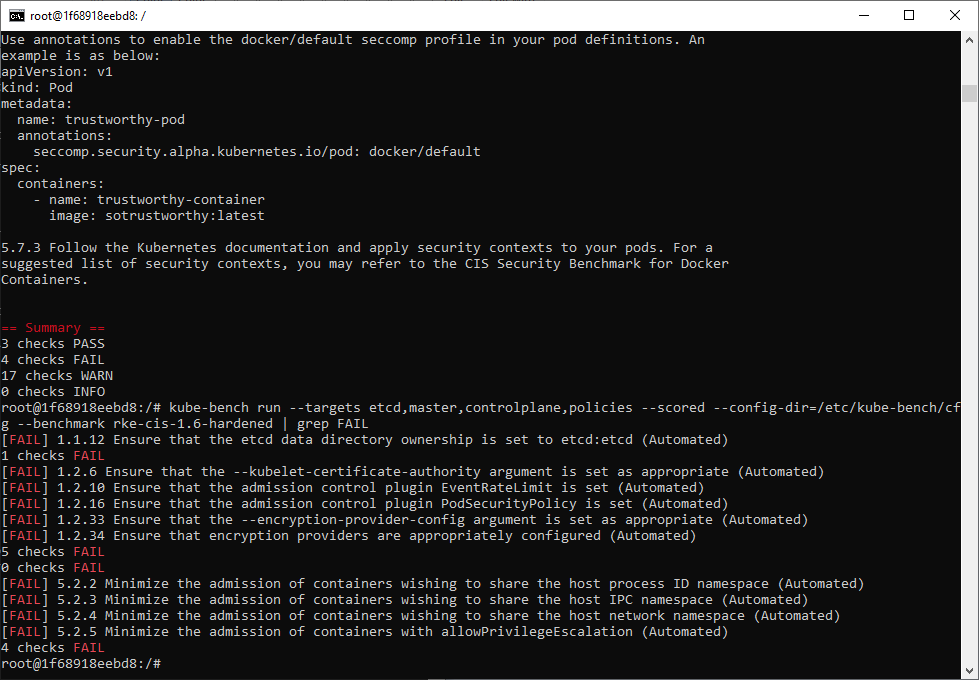 root@1f68918eebd8: /
Use annotations to enable the docker/default seccomp profile in your pod definitions. An
example is as below:
apiVersion: v1
kind: Pod
metadata:
  name: trustworthy-pod
  annotations:
    seccomp.security.alpha.kubernetes.io/pod: docker/default
spec:
  containers:
    - name: trustworthy-container
      image: sotrustworthy:latest
5.7.3 Follow the Kubernetes documentation and apply security contexts to your pods. For a
suggested list of security contexts, you may refer to the CIS Security Benchmark for Docker
Containers.
== Summary ==
3 checks PASS
4 checks FAIL
17 checks WARN
0 checks INFO
root@1f68918eebd8:/# kube-bench run --targets etcd,master,controlplane,policies --scored --config-dir=/etc/kube-bench/cf
g --benchmark rke-cis-1.6-hardened | grep FAIL
[FAIL] 1.1.12 Ensure that the etcd data directory ownership is set to etcd:etcd (Automated)
1 checks FAIL
[FAIL] 1.2.6 Ensure that the --kubelet-certificate-authority argument is set as appropriate (Automated)
[FAIL] 1.2.10 Ensure that the admission control plugin EventRateLimit is set (Automated)
[FAIL] 1.2.16 Ensure that the admission control plugin PodSecurityPolicy is set (Automated)
[FAIL] 1.2.33 Ensure that the --encryption-provider-config argument is set as appropriate (Automated)
[FAIL] 1.2.34 Ensure that encryption providers are appropriately configured (Automated)
5 checks FAIL
0 checks FAIL
[FAIL] 5.2.2 Minimize the admission of containers wishing to share the host process ID namespace (Automated)
[FAIL] 5.2.3 Minimize the admission of containers wishing to share the host IPC namespace (Automated)
[FAIL] 5.2.4 Minimize the admission of containers wishing to share the host network namespace (Automated)
[FAIL] 5.2.5 Minimize the admission of containers with allowPrivilegeEscalation (Automated)
4 checks FAIL
root@1f68918eebd8:/#